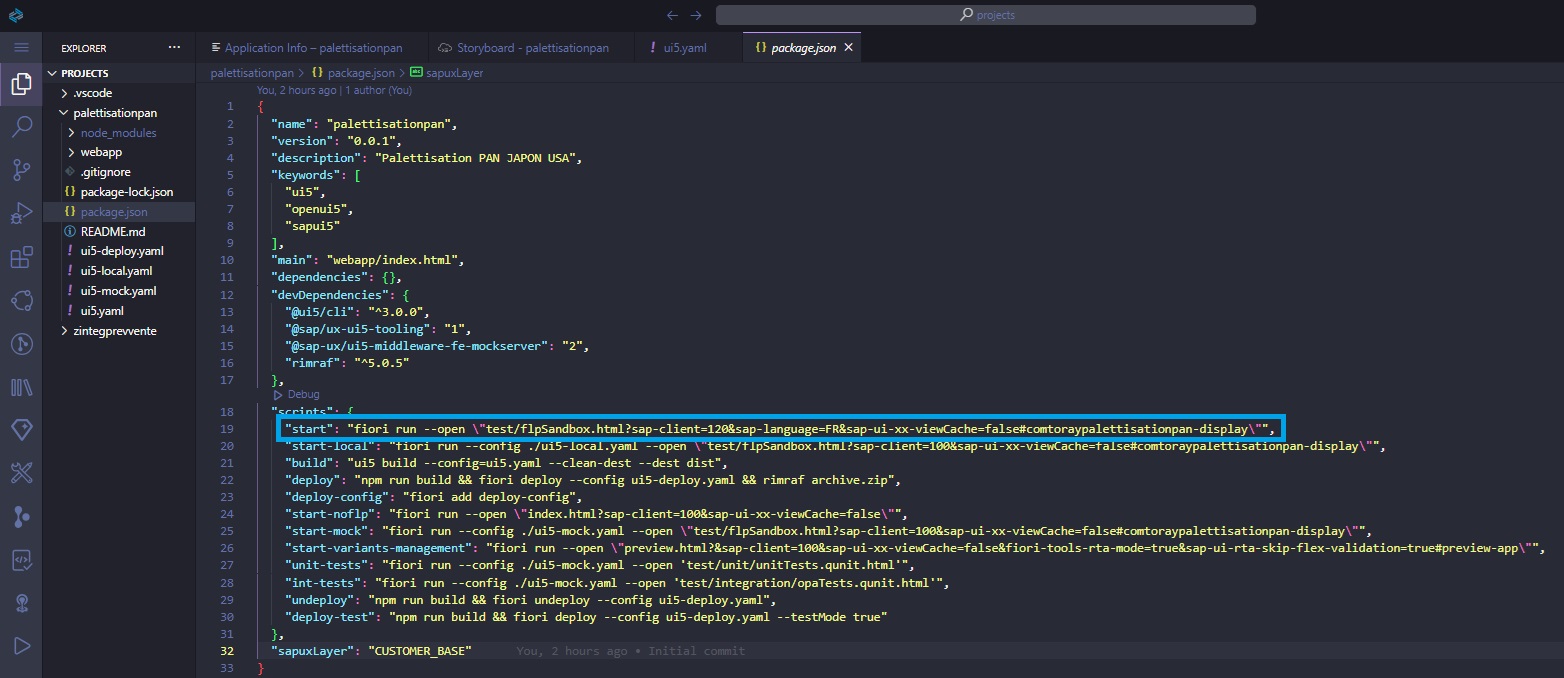 projects
EXPLORER
PROJECTS
.vscode
palettisationpan
node_modules
webapp
.gitignore
package-lock.json
package.json
README.md
ui5-deploy.yaml
ui5-local.yaml
ui5-mock.yaml
ui5.yaml
zintegprevvente
Application Info – palettisationpan
Storyboard - palettisationpan
ui5.yaml
package.json
palettisationpan > {} package.json > sapuxLayer
You, 2 hours ago | 1 author (You)
1 {
2 "name": "palettisationpan",
3 "version": "0.0.1",
4 "description": "Palettisation PAN JAPON USA",
5 "keywords": [
6 "ui5",
7 "openui5",
8 "sapui5"
9 ],
10 "main": "webapp/index.html",
11 "dependencies": {},
12 "devDependencies": {
13 "@ui5/cli": "^3.0.0",
14 "@sap/ux-ui5-tooling": "1",
15 "@sap-ux/ui5-middleware-fe-mockserver": "2",
16 "rimraf": "^5.0.5"
17 },
Debug
18 "scripts": {
19 "start": "fiori run --open \"test/flpSandbox.html?sap-client=120&sap-language=FR&sap-ui-xx-viewCache=false#comtoraypalettisationpan-display\"",
20 "start-local": "fiori run --config ./ui5-local.yaml --open \"test/flpSandbox.html?sap-client=100&sap-ui-xx-viewCache=false#comtoraypalettisationpan-display\"",
21 "build": "ui5 build --config=ui5.yaml --clean-dest --dest dist",
22 "deploy": "npm run build && fiori deploy --config ui5-deploy.yaml && rimraf archive.zip",
23 "deploy-config": "fiori add deploy-config",
24 "start-noflp": "fiori run --open \"index.html?sap-client=100&sap-ui-xx-viewCache=false\"",
25 "start-mock": "fiori run --config ./ui5-mock.yaml --open \"test/flpSandbox.html?sap-client=100&sap-ui-xx-viewCache=false#comtoraypalettisationpan-display\"",
26 "start-variants-management": "fiori run --open \"preview.html?&sap-client=100&sap-ui-xx-viewCache=false&fiori-tools-rta-mode=true&sap-ui-rta-skip-flex-validation=true#preview-app\"",
27 "unit-tests": "fiori run --config ./ui5-mock.yaml --open 'test/unit/unitTests.qunit.html'",
28 "int-tests": "fiori run --config ./ui5-mock.yaml --open 'test/integration/opaTests.qunit.html'",
29 "undeploy": "npm run build && fiori undeploy --config ui5-deploy.yaml",
30 "deploy-test": "npm run build && fiori deploy --config ui5-deploy.yaml --testMode true"
31 },
32 "sapuxLayer": "CUSTOMER_BASE" You, 2 hours ago • Initial commit
33 }